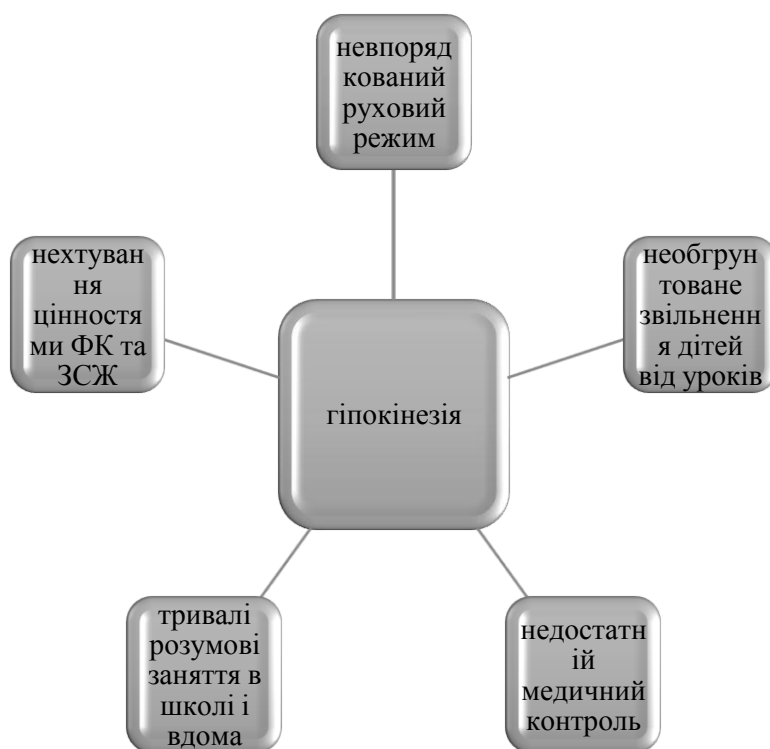 невпоряд
кований
руховий
режим
нехтуван
ня
цінностя
ми ФК та
ЗСЖ
необгрун
товане
звільненн
я дітей
від уроків
гіпокінезія
тривалі
розумові
заняття в
школі і
вдома
недостатн
ій
медичний
контроль